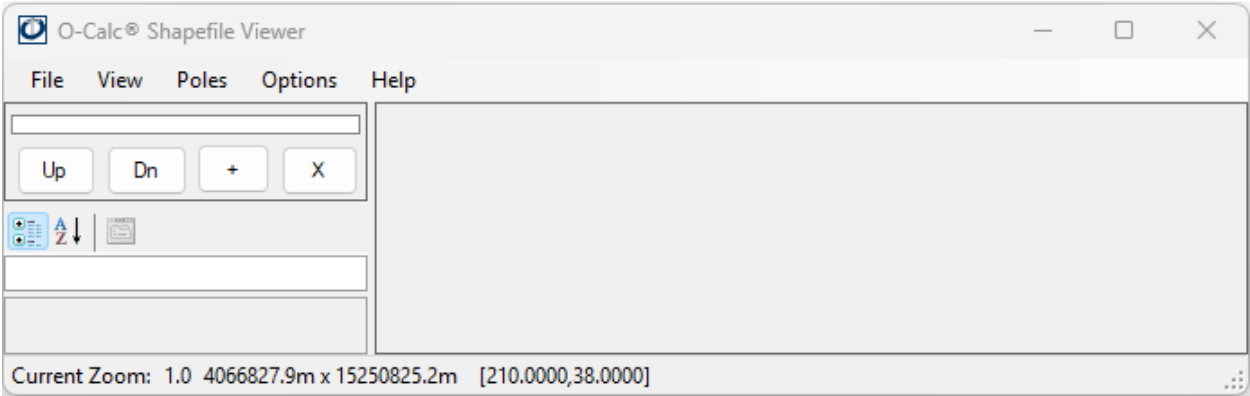 O-Calc® Shapefile Viewer
File View Poles Options Help
Up Dn + X
A
Z
Current Zoom: 1.0 4066827.9m x 15250825.2m [210.0000,38.0000]